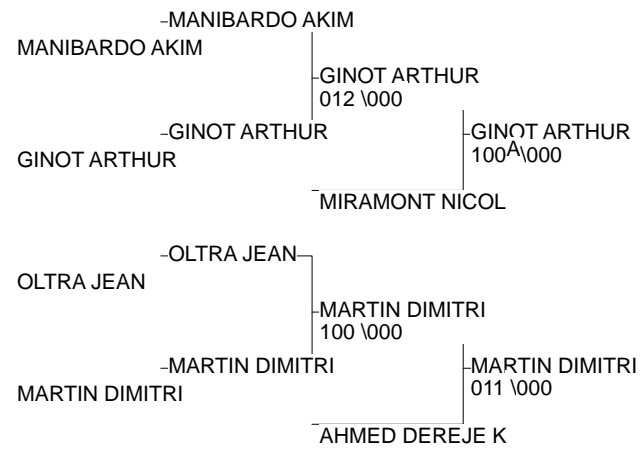 MANIBARDO AKIM
MANIBARDO AKIM
GINOT ARTHUR
012 \000
GINOT ARTHUR
GINOT ARTHUR
GINOT ARTHUR
100A\000
MIRAMONT NICOL
OLTRA JEAN
OLTRA JEAN
MARTIN DIMITRI
100 \000
MARTIN DIMITRI
MARTIN DIMITRI
MARTIN DIMITRI
011 \000
AHMED DEREJE K